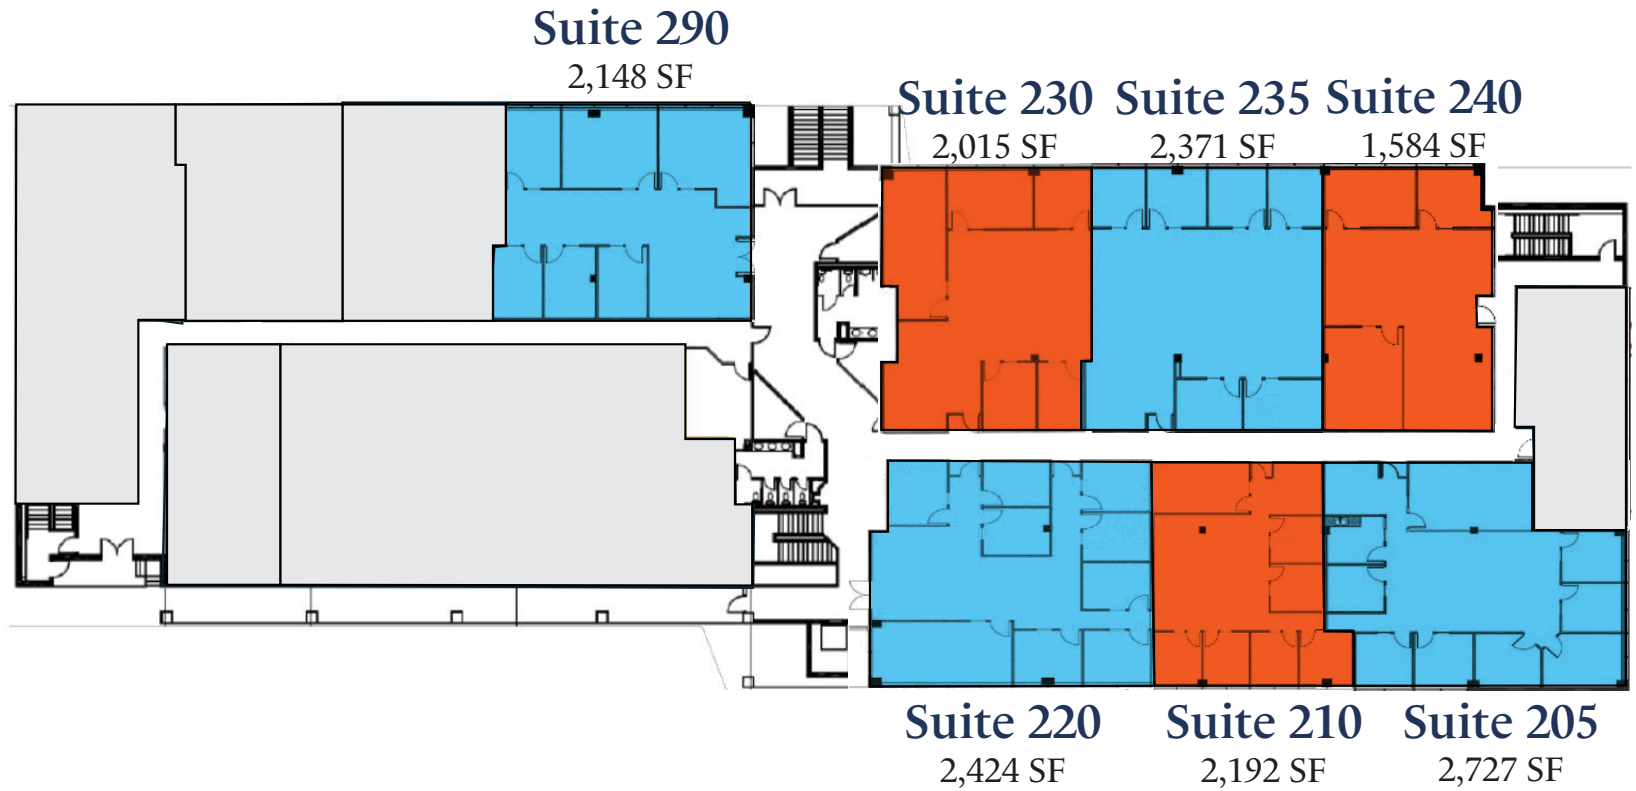 Suite 290
2,148 SF
Suite 230
2,015 SF
Suite 235
2,371 SF
Suite 240
1,584 SF
Suite 220
2,424 SF
Suite 210
2,192 SF
Suite 205
2,727 SF